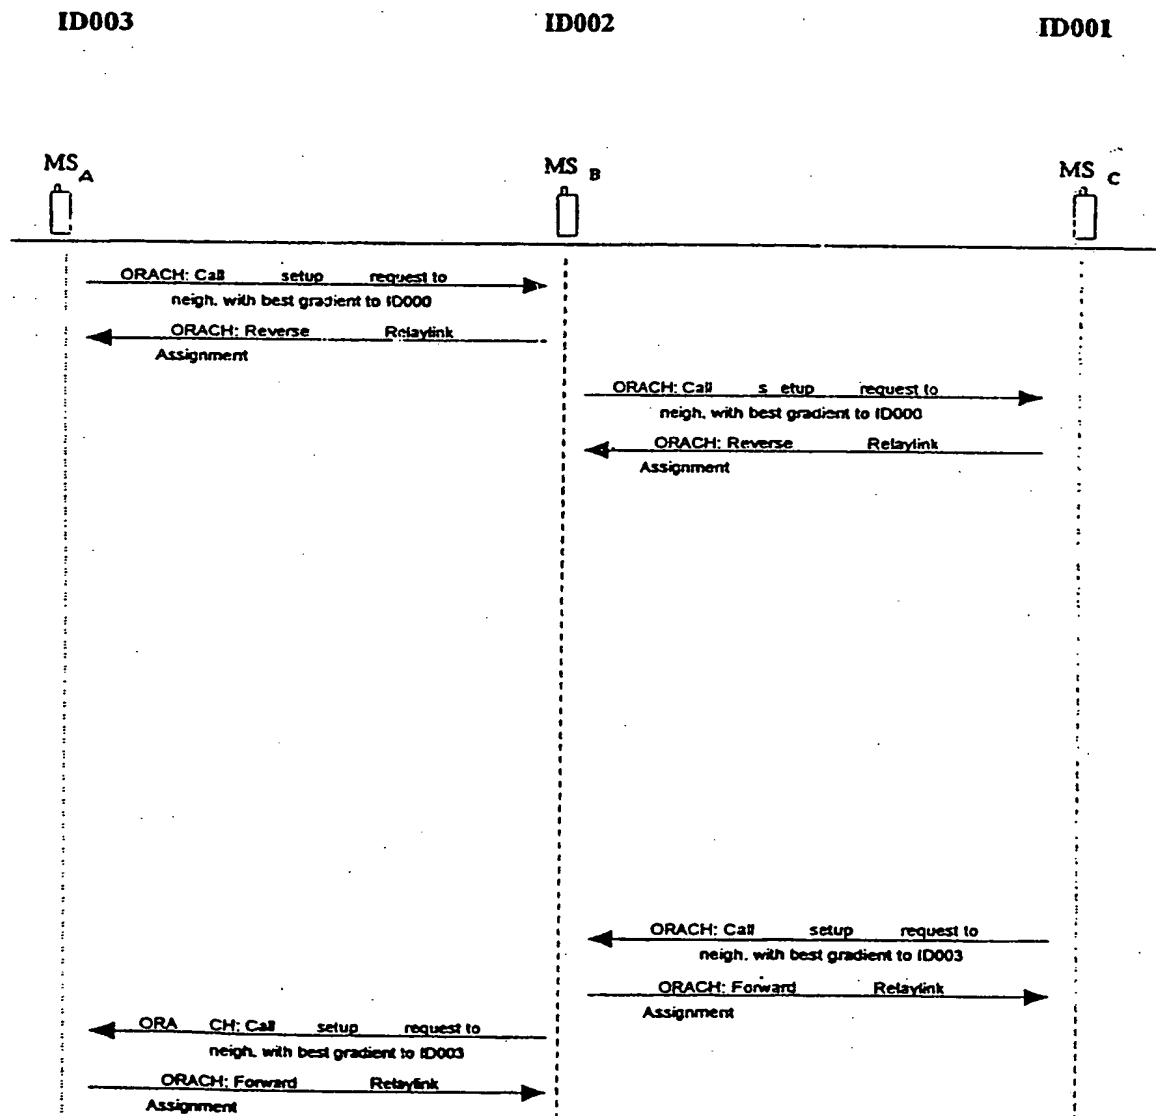 ID003 ID002 ID001
MS A MS B MS C
ORACH: Call setup request to
neigh. with best gradient to ID000
ORACH: Reverse Relaylink
Assignment
ORACH: Call s etup request to
neigh. with best gradient to ID000
ORACH: Reverse Relaylink
Assignment
ORACH: Call setup request to
neigh. with best gradient to ID003
ORACH: Forward Relaylink
Assignment
ORA CH: Call setup request to
neigh. with best gradient to ID003
ORACH: Forward Relaylink
Assignment